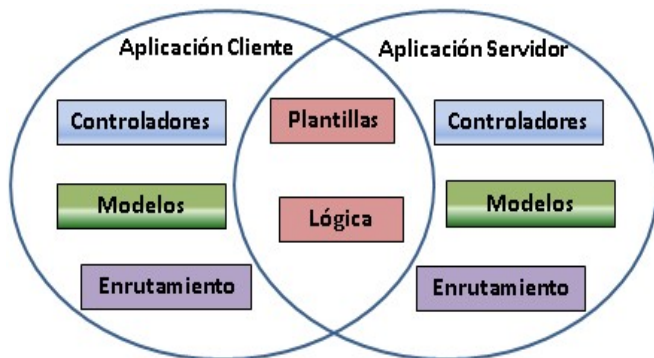 Aplicación Cliente
Aplicación Servidor
Controladores
Plantillas
Controladores
Modelos
Lógica
Modelos
Enrutamiento
Enrutamiento